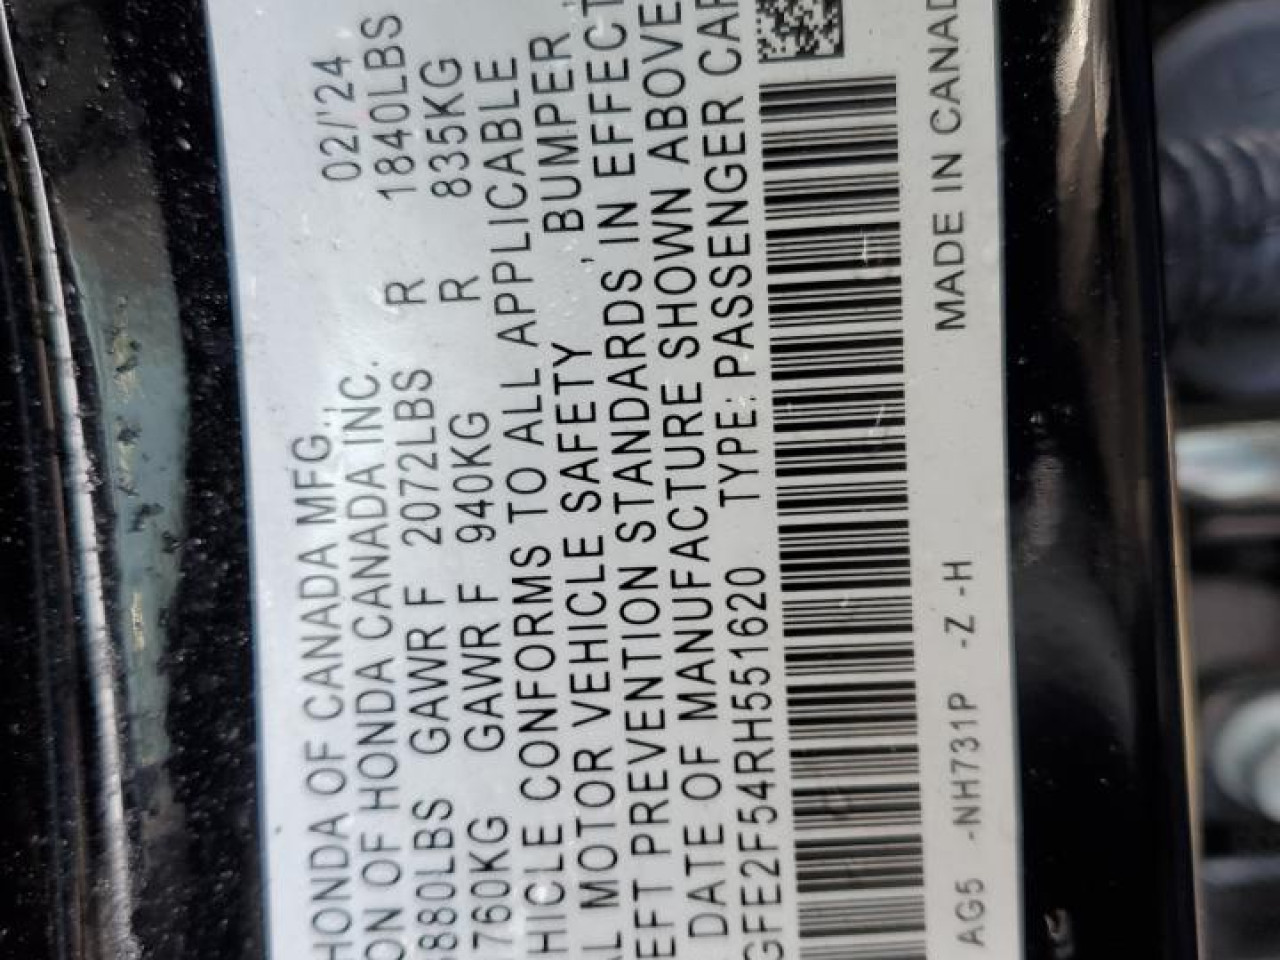 HONDA OF CANADA MFG. 02/'24
ON OF HONDA CANADA INC.
880LBS GAWR F 2072LBS R 1840LBS
760KG GAWR F 940KG R 835KG
HICLE CONFORMS TO ALL APPLICABLE
L MOTOR VEHICLE SAFETY , BUMPER
EFT PREVENTION STANDARDS IN EFFECT
DATE OF MANUFACTURE SHOWN ABOVE
GFE2F54RH551620 TYPE: PASSENGER CAR
AG5 -NH731P -Z -H MADE IN CANAD